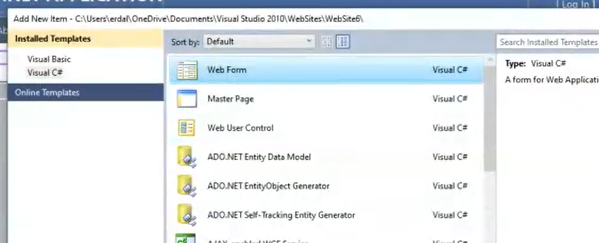 [ Log In ]
Add New Item - C:\Users\erdal\OneDrive\Documents\Visual Studio 2010\WebSites\WebSite6\
Installed Templates
Visual Basic
Visual C#
Online Templates
Sort by: Default
Search Installed Templates
Web Form Visual C#
Master Page Visual C#
Web User Control Visual C#
ADO.NET Entity Data Model Visual C#
ADO.NET EntityObject Generator Visual C#
ADO.NET Self-Tracking Entity Generator Visual C#
Type: Visual C#
A form for Web Applicatio